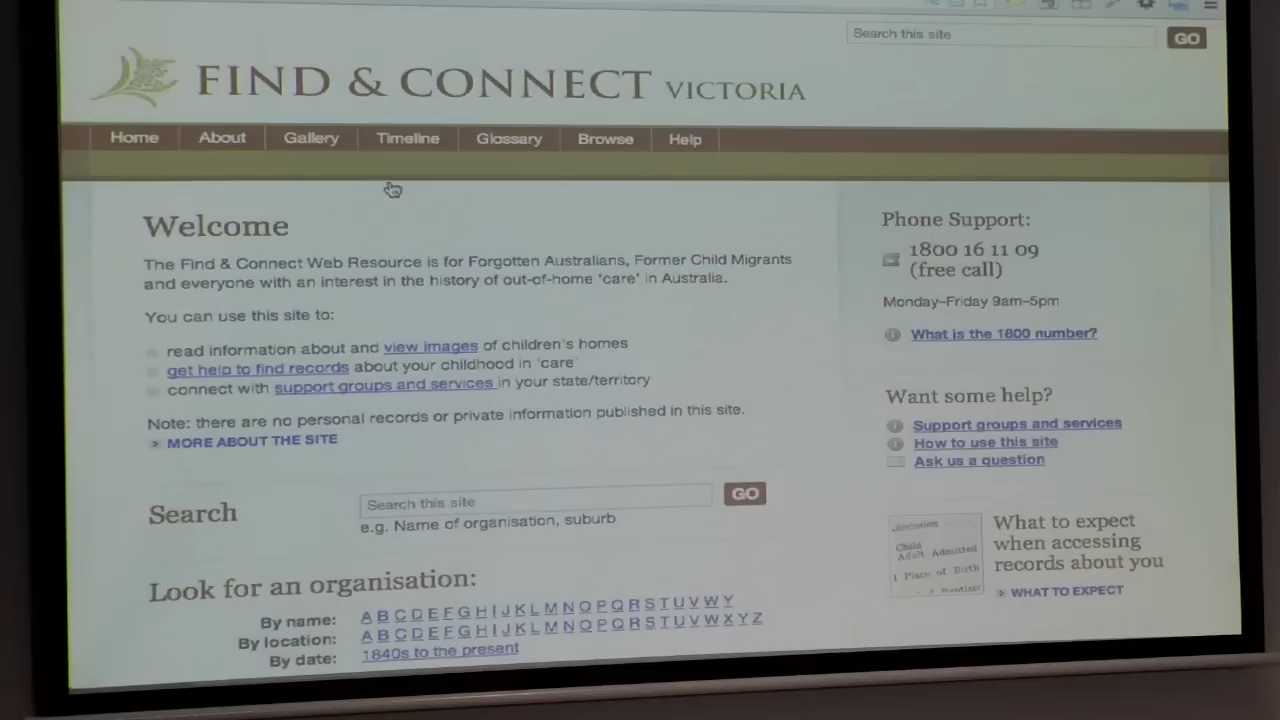 Search this site
GO
FIND & CONNECT VICTORIA
Home About Gallery Timeline Glossary Browse Help
Welcome
The Find & Connect Web Resource is for Forgotten Australians, Former Child Migrants
and everyone with an interest in the history of out-of-home 'care' in Australia.
You can use this site to:
read information about and view images of children's homes
get help to find records about your childhood in 'care'
connect with support groups and services in your state/territory
Note: there are no personal records or private information published in this site.
MORE ABOUT THE SITE
Search
Search this site
GO
e.g. Name of organisation, suburb
Look for an organisation:
By name: A B C D E F G H I J K L M N O P Q R S T U V W Y
By location: A B C D E F G H I J K L M N O P Q R S T U V W X Y Z
By date: 1840s to the present
Phone Support:
1800 16 11 09
(free call)
Monday–Friday 9am–5pm
What is the 1800 number?
Want some help?
Support groups and services
How to use this site
Ask us a question
Child
Adult Admitted
1 Place of Birth
What to expect
when accessing
records about you
WHAT TO EXPECT